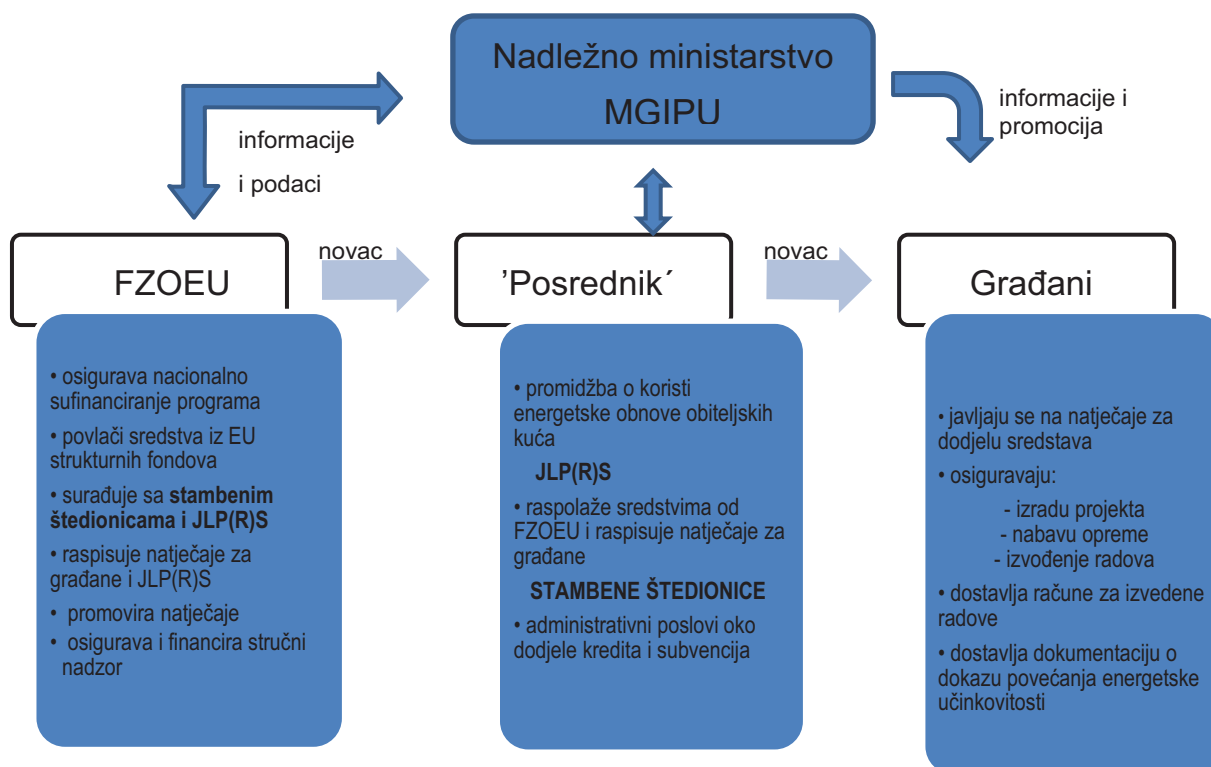 Nadležno ministarstvo
MGIPU
informacije
i podaci
informacije i
promocija
FZOEU
novac
’Posrednik´
novac
Građani
• osigurava nacionalno
sufinanciranje programa
• povlači sredstva iz EU
strukturnih fondova
• surađuje sa stambenim
štedionicama i JLP(R)S
• raspisuje natječaje za
građane i JLP(R)S
• promovira natječaje
• osigurava i financira stručni
nadzor
• promidžba o koristi
energetske obnove obiteljskih
kuća
JLP(R)S
• raspolaže sredstvima od
FZOEU i raspisuje natječaje za
građane
STAMBENE ŠTEDIONICE
• administrativni poslovi oko
dodjele kredita i subvencija
• javljaju se na natječaje za
dodjelu sredstava
• osiguravaju:
- izradu projekta
- nabavu opreme
- izvođenje radova
• dostavlja račune za izvedene
radove
• dostavlja dokumentaciju o
dokazu povećanja energetske
učinkovitosti